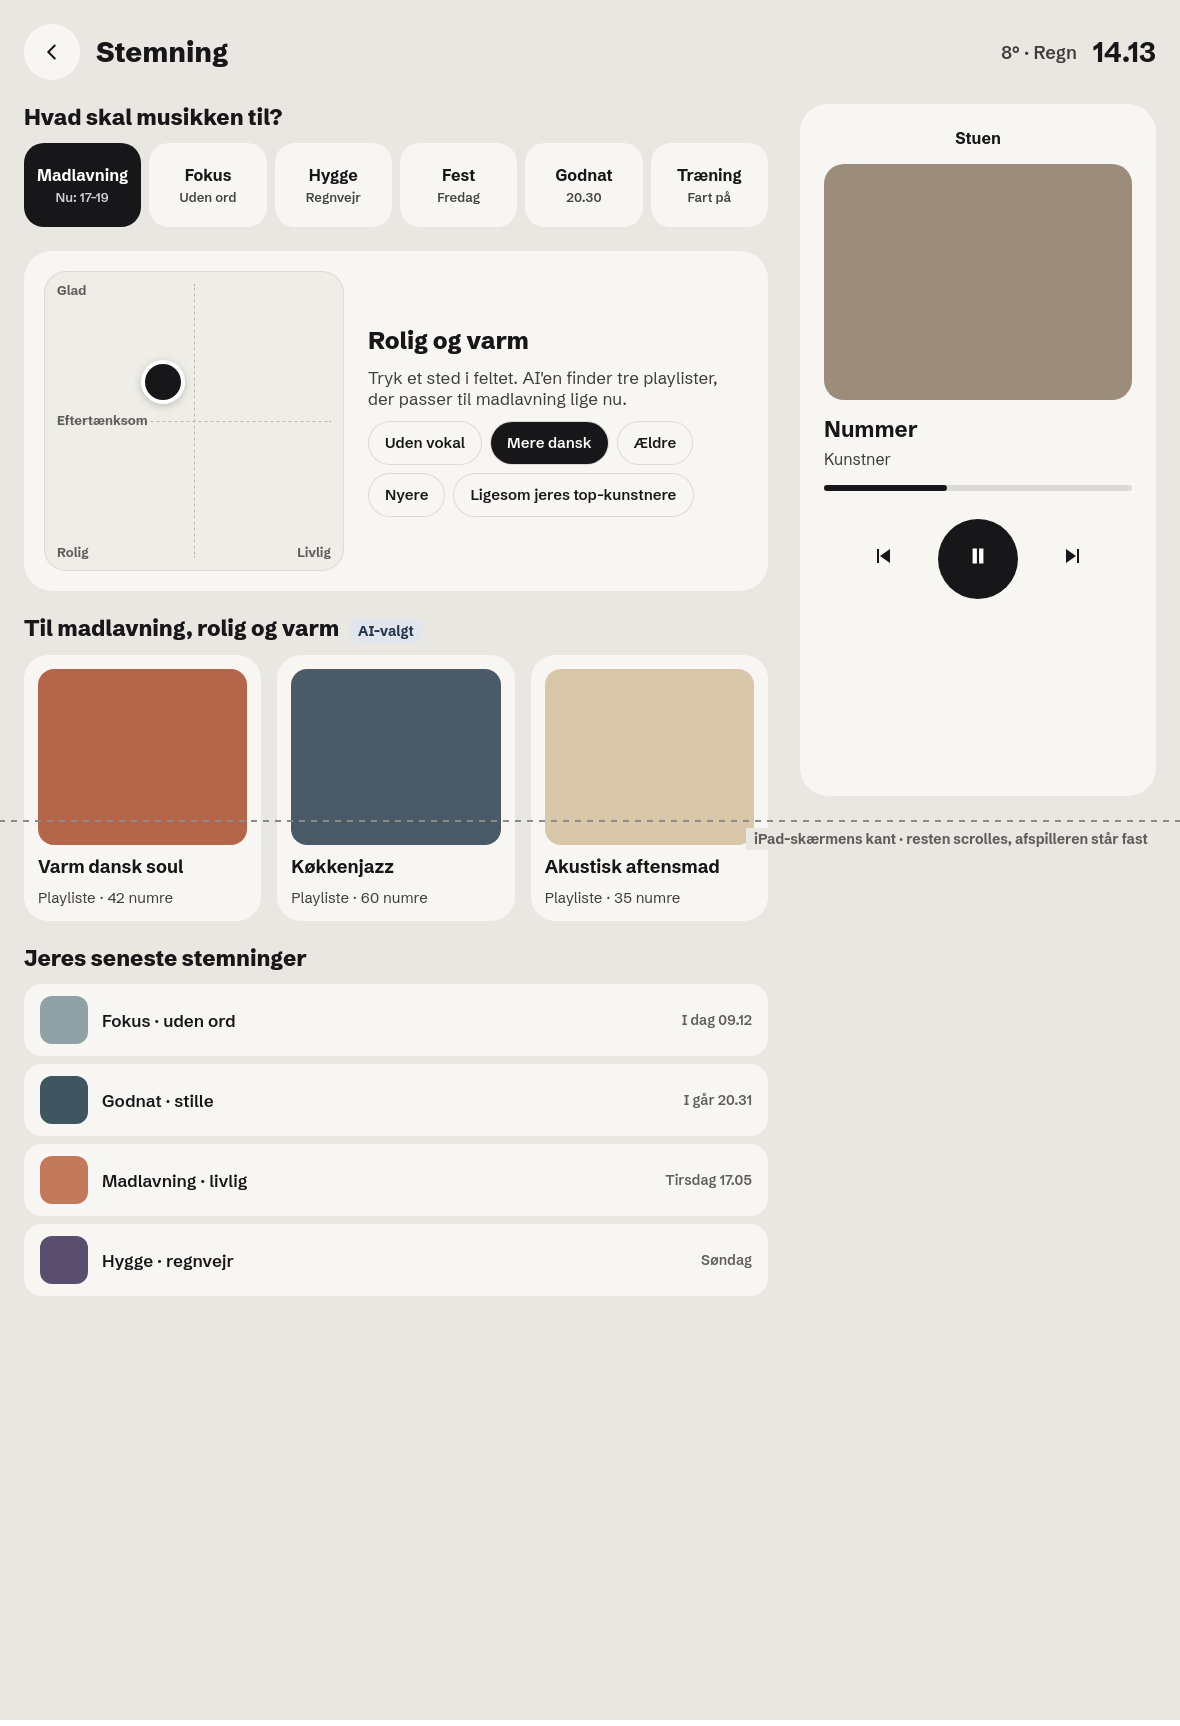 Stemning
8° · Regn 14.13
Hvad skal musikken til?
Madlavning
Nu: 17-19
Fokus
Uden ord
Hygge
Regnvejr
Fest
Fredag
Godnat
20.30
Træning
Fart på
Glad
Eftertænksom
Rolig
Livlig
Rolig og varm
Tryk et sted i feltet. AI'en finder tre playlister,
der passer til madlavning lige nu.
Uden vokal
Mere dansk
Ældre
Nyere
Ligesom jeres top-kunstnere
Stuen
Nummer
Kunstner
Til madlavning, rolig og varm
AI-valgt
Varm dansk soul
Playliste · 42 numre
Køkkenjazz
Playliste · 60 numre
Akustisk aftensmad
Playliste · 35 numre
iPad-skærmens kant · resten scrolles, afspilleren står fast
Jeres seneste stemninger
Fokus · uden ord
I dag 09.12
Godnat · stille
I går 20.31
Madlavning · livlig
Tirsdag 17.05
Hygge · regnvejr
Søndag